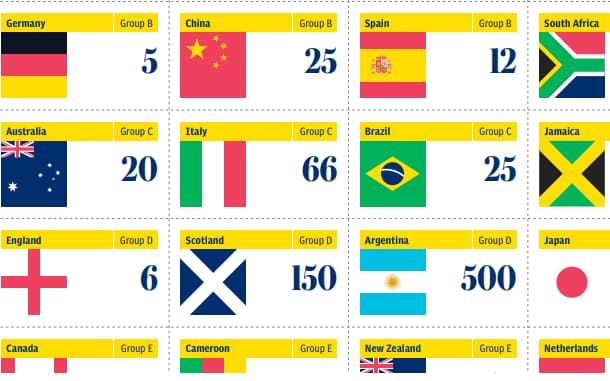 Germany Group B
5
China Group B
25
Spain Group B
12
South Africa
Australia Group C
20
Italy Group C
66
Brazil Group C
25
Jamaica
England Group D
6
Scotland Group D
150
Argentina Group D
500
Japan
Canada Group E
Cameroon Group E
New Zealand Group E
Netherlands